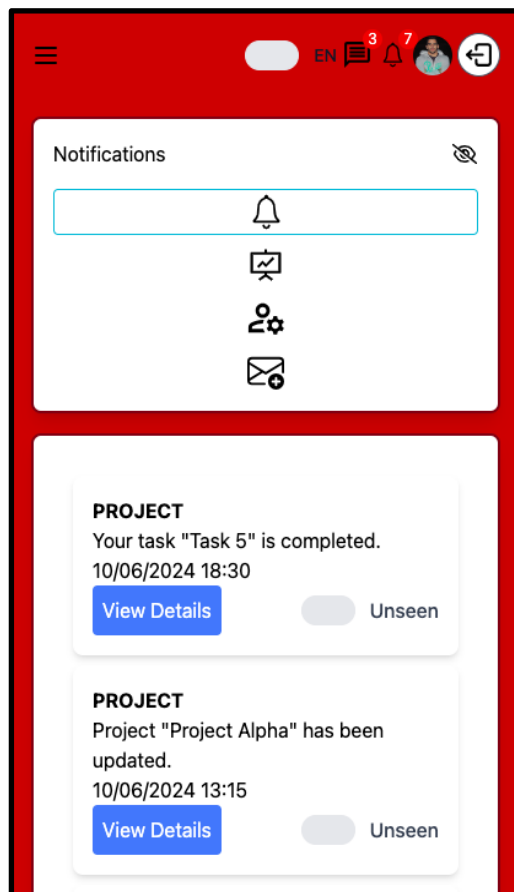 EN 3 7
Notifications
PROJECT
Your task "Task 5" is completed.
10/06/2024 18:30
View Details Unseen
PROJECT
Project "Project Alpha" has been
updated.
10/06/2024 13:15
View Details Unseen